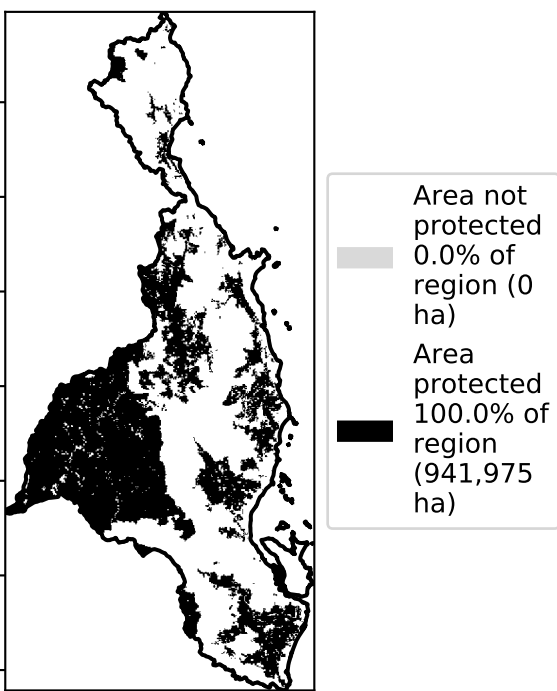 Area not
protected
0.0% of
region (0
ha)
Area
protected
100.0% of
region
(941,975
ha)